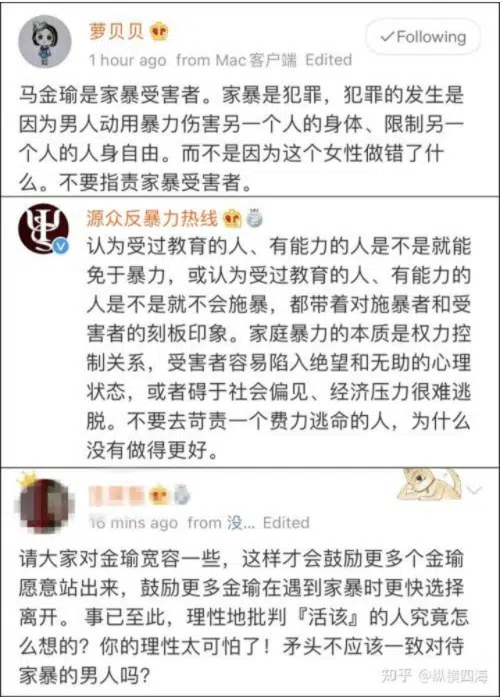 萝贝贝
✓Following
1 hour ago from Mac客户端 Edited
马金瑜是家暴受害者。家暴是犯罪，犯罪的发生是
因为男人动用暴力伤害另一个人的身体、限制另一
个人的人身自由。而不是因为这个女性做错了什
么。不要指责家暴受害者。
源众反暴力热线
认为受过教育的人、有能力的人是不是就能
免于暴力，或认为受过教育的人、有能力的
人是不是就不会施暴，都带着对施暴者和受
害者的刻板印象。家庭暴力的本质是权力控
制关系，受害者容易陷入绝望和无助的心理
状态，或者碍于社会偏见、经济压力很难逃
脱。不要去苛责一个费力逃命的人，为什么
没有做得更好。
16 mins ago from 没... Edited
请大家对金瑜宽容一些，这样才会鼓励更多个金瑜
愿意站出来，鼓励更多金瑜在遇到家暴时更快选择
离开。 事已至此，理性地批判『活该』的人究竟怎
么想的？你的理性太可怕了！矛头不应该一致对待
家暴的男人吗？
知乎 @纵横四海